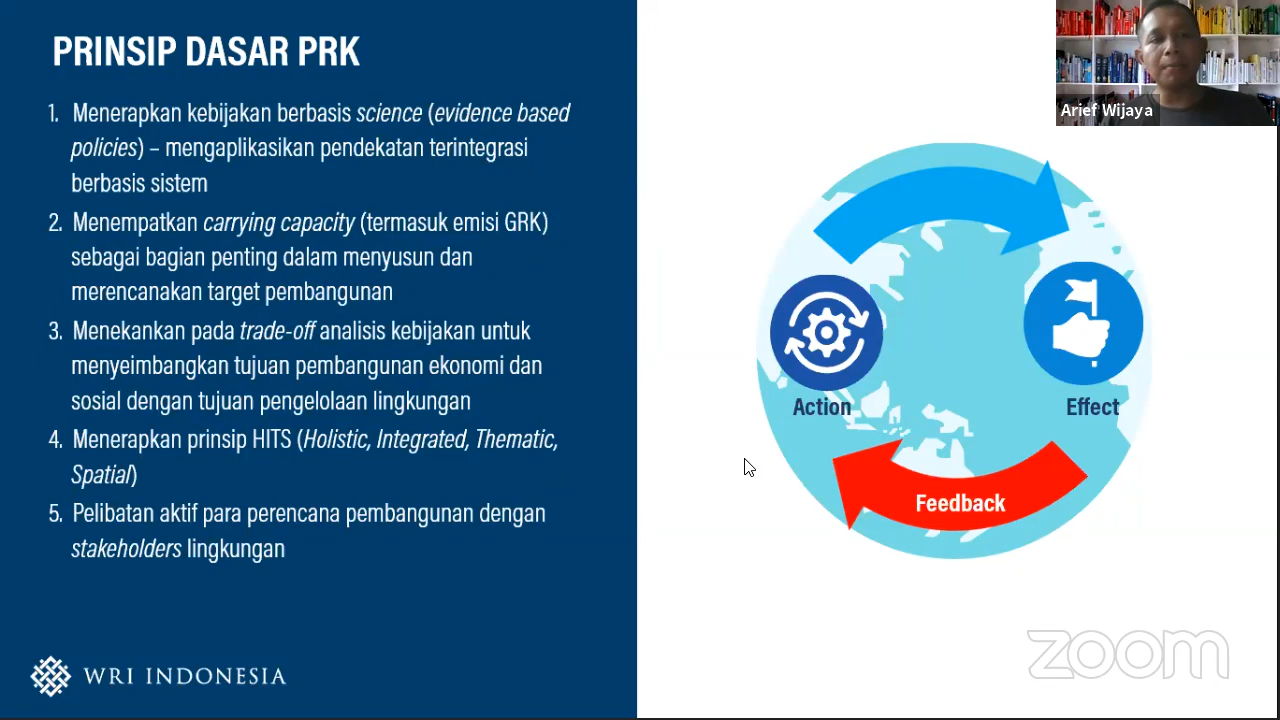 PRINSIP DASAR PRK
1. Menerapkan kebijakan berbasis science (evidence based
policies) – mengaplikasikan pendekatan terintegrasi
berbasis sistem
2. Menempatkan carrying capacity (termasuk emisi GRK)
sebagai bagian penting dalam menyusun dan
merencanakan target pembangunan
3. Menekankan pada trade-off analisis kebijakan untuk
menyeimbangkan tujuan pembangunan ekonomi dan
sosial dengan tujuan pengelolaan lingkungan
4. Menerapkan prinsip HITS (Holistic, Integrated, Thematic,
Spatial)
5. Pelibatan aktif para perencana pembangunan dengan
stakeholders lingkungan
WRI INDONESIA
Arief Wijaya
Action
Effect
Feedback
zoom